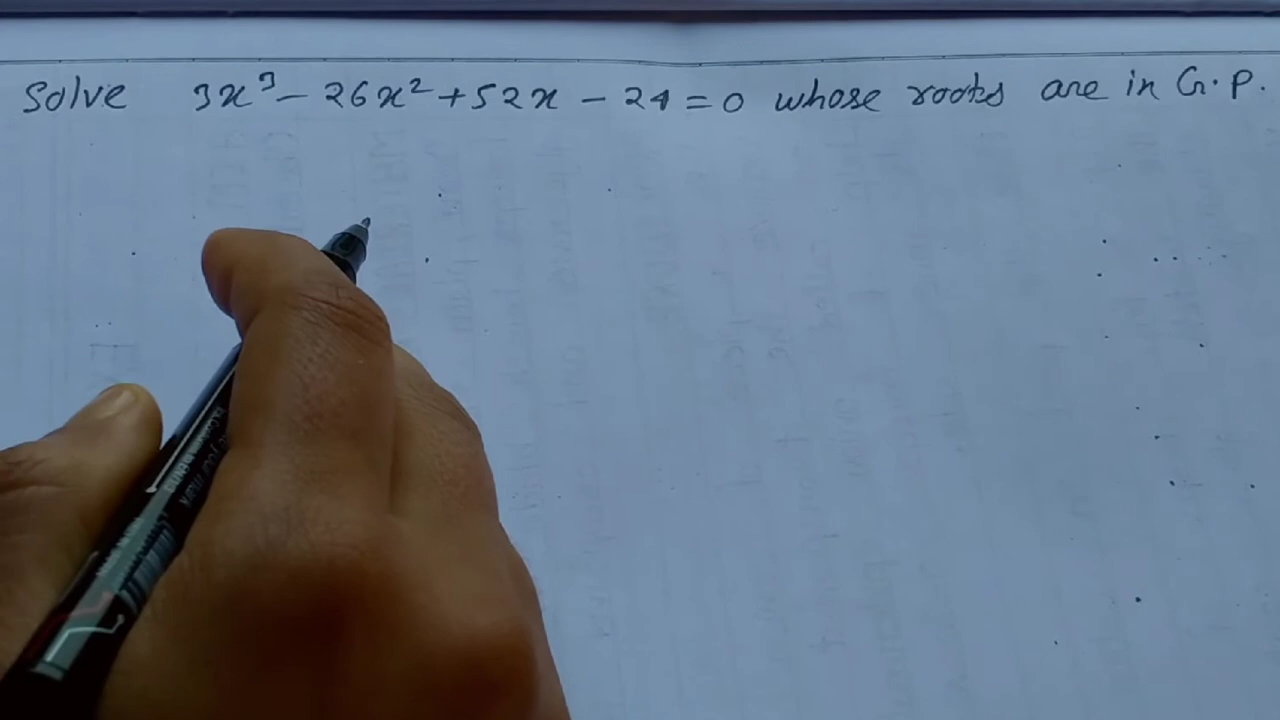 Solve 3x³ - 26x² + 52x - 24 = 0 whose roots are in G.P.